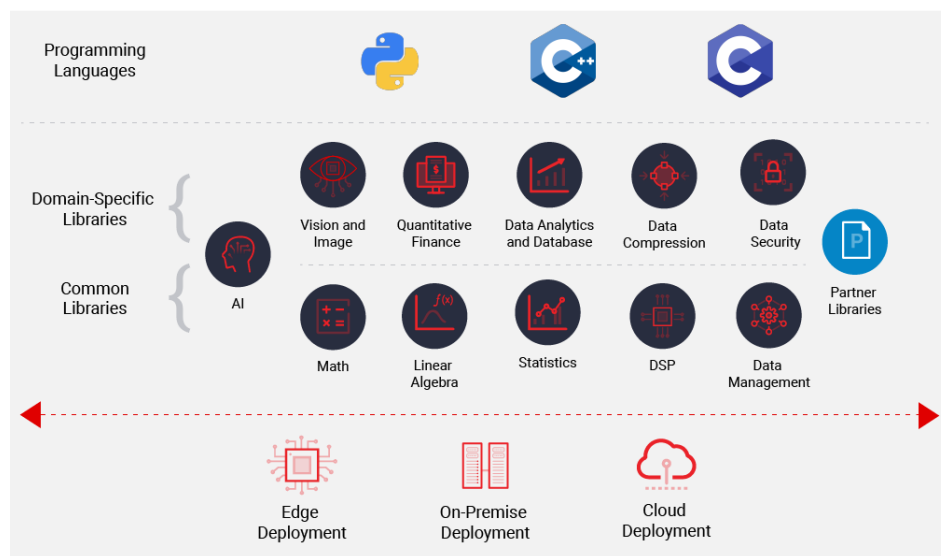 Programming
Languages
C++
C
Domain-Specific
Libraries
Vision and
Image
$
Quantitative
Finance
Data Analytics
and Database
Data
Compression
Data
Security
AI
P
Partner
Libraries
Common
Libraries
+ -
× =
Math
f(x)
Linear
Algebra
Statistics
DSP
Data
Management
Edge
Deployment
On-Premise
Deployment
Cloud
Deployment